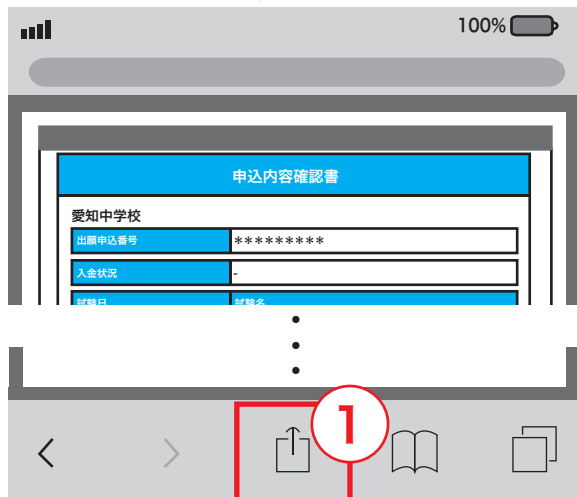 100%
申込内容確認書
愛知中学校
出願申込番号 *********
入金状況 -
試験日 試験名
1